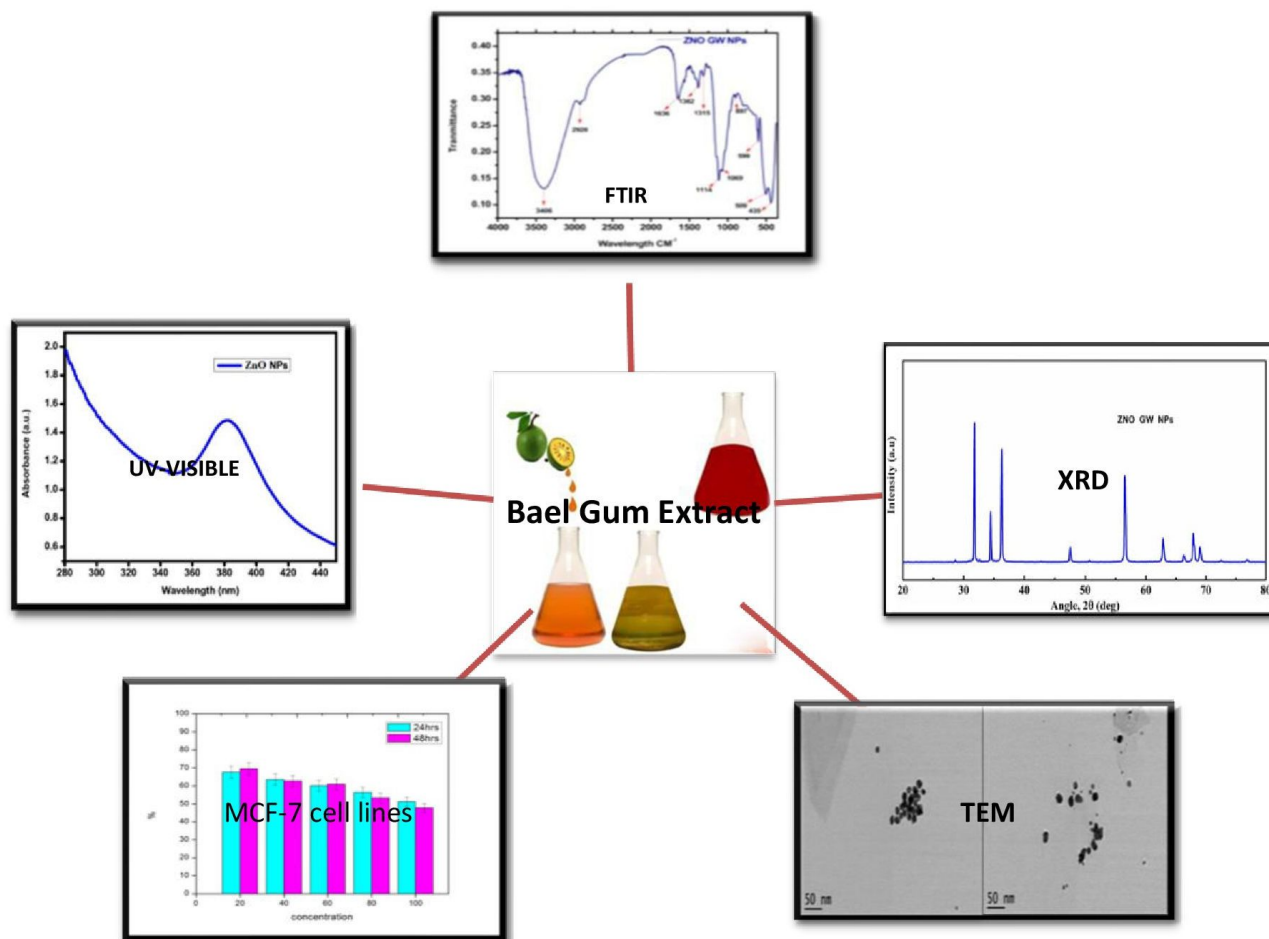 ZNO GW NPs
Tranmittance
0.40
0.35
0.30
0.25
0.20
0.15
0.10
3406
2928
1636
1382
1315
1114
1069
FTIR
4000 3500 3000 2500 2000 1500 1000 500
Wavelength CM-1
ZnO NPs
Absorbance (a.u.)
2.0
1.8
1.6
1.4
1.2
1.0
0.8
0.6
UV-VISIBLE
280 300 320 340 360 380 400 420 440
Wavelength (nm)
Bael Gum Extract
ZNO GW NPs
XRD
Intensity (a.u)
20 30 40 50 60 70 80
Angle, 2θ (deg)
24hrs
48hrs
%
100
90
80
70
60
50
40
30
20
10
0
MCF-7 cell lines
0 20 40 60 80 100
concentration
TEM
50 nm
50 nm